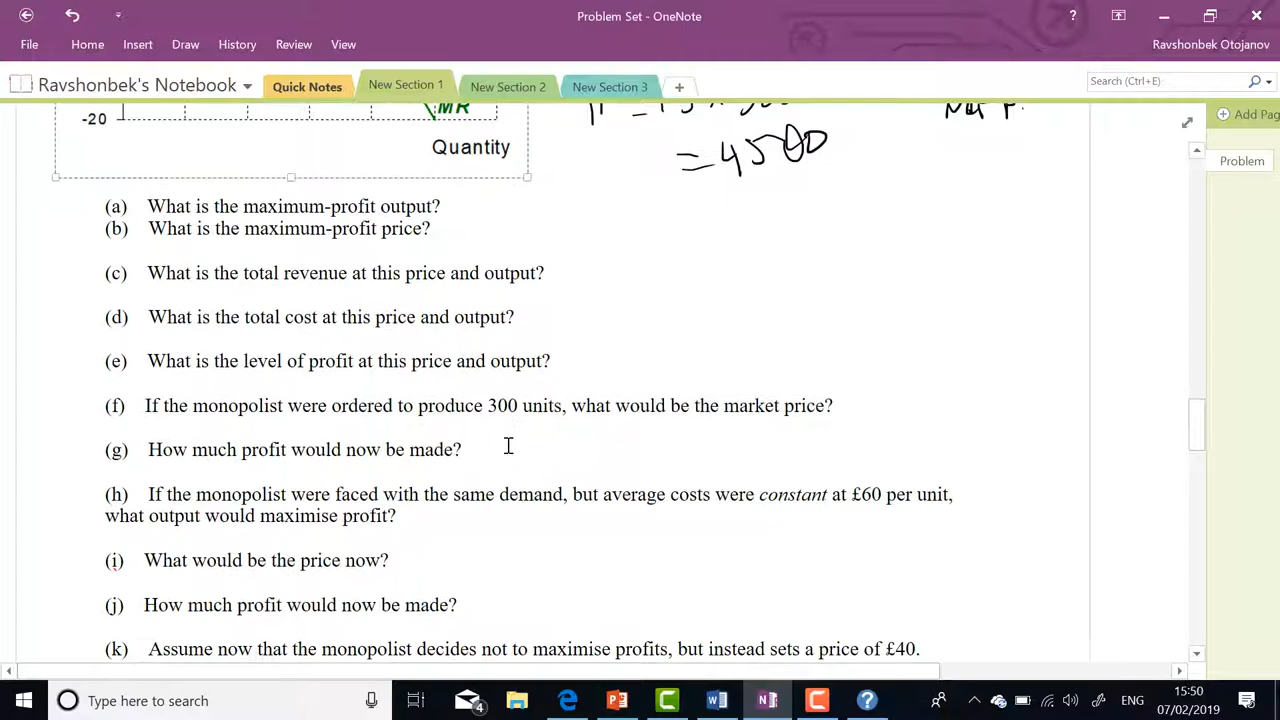 Problem Set - OneNote
?
File Home Insert Draw History Review View
Ravshonbek Otojanov
Ravshonbek's Notebook
Quick Notes
New Section 1
New Section 2
New Section 3
+
Search (Ctrl+E)
Add Pag
Problem
MR
-20
Quantity
= 4500
(a) What is the maximum-profit output?
(b) What is the maximum-profit price?
(c) What is the total revenue at this price and output?
(d) What is the total cost at this price and output?
(e) What is the level of profit at this price and output?
(f) If the monopolist were ordered to produce 300 units, what would be the market price?
(g) How much profit would now be made?
(h) If the monopolist were faced with the same demand, but average costs were constant at £60 per unit,
what output would maximise profit?
(i) What would be the price now?
(j) How much profit would now be made?
(k) Assume now that the monopolist decides not to maximise profits, but instead sets a price of £40.
Type here to search
4
ENG
15:50
07/02/2019